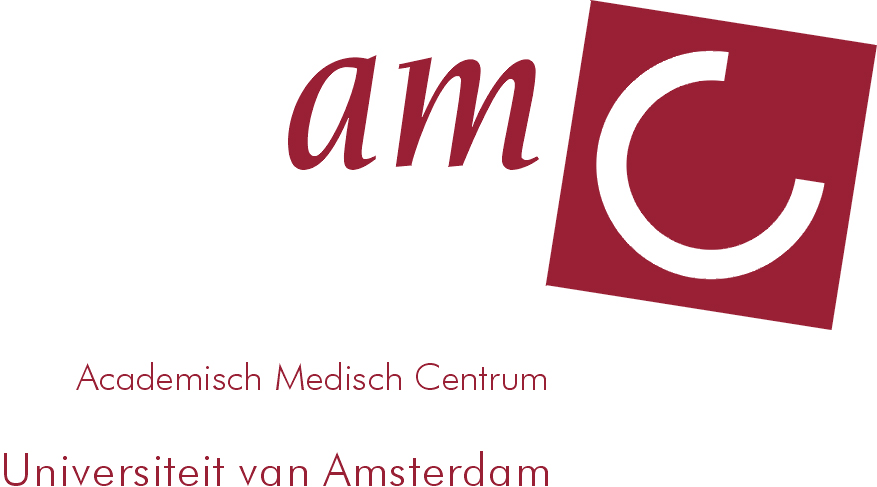 amC
Academisch Medisch Centrum
Universiteit van Amsterdam